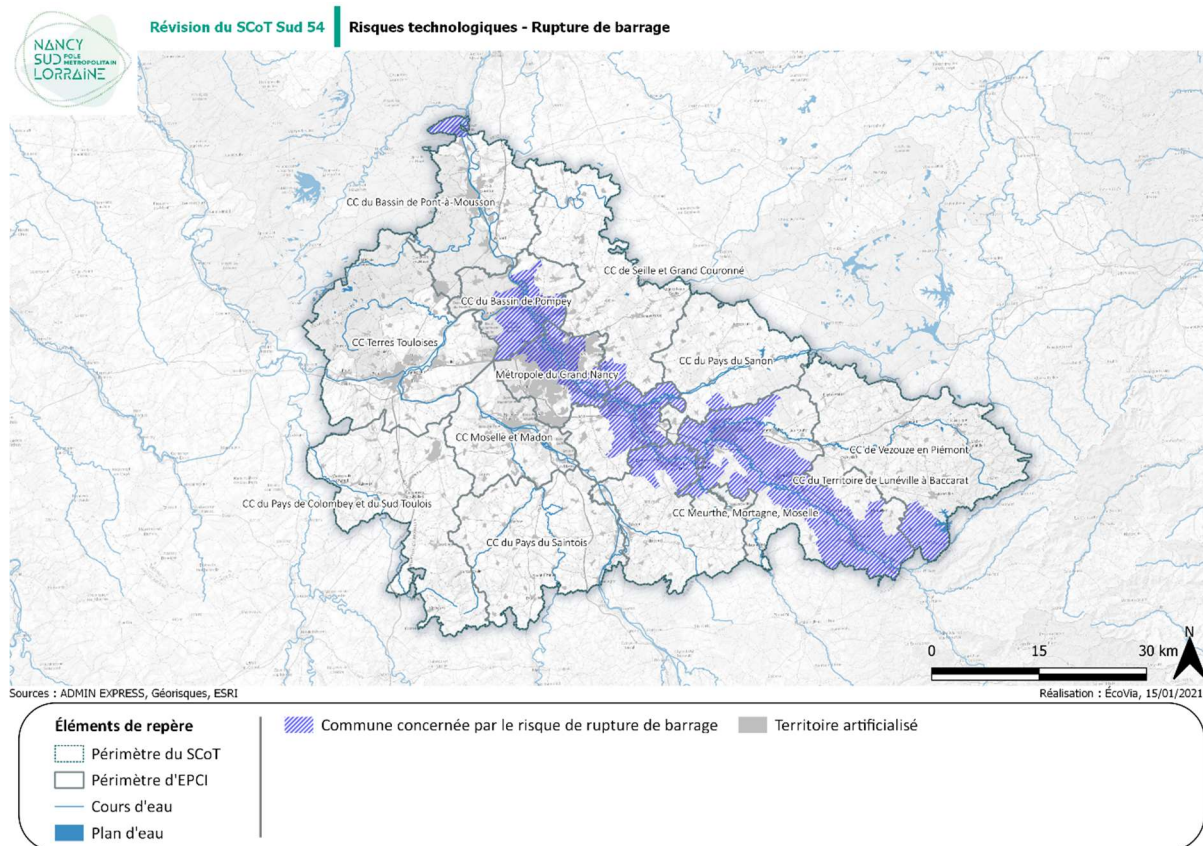 NANCY
SUD PÔLE MÉTROPOLITAIN
LORRAINE
Révision du SCoT Sud 54
Risques technologiques - Rupture de barrage
CC du Bassin de Pont-à-Mousson
CC de Seille et Grand Couronné
CC du Bassin de Pompey
CC Terres Touloises
CC du Pays du Sanon
Métropole du Grand Nancy
CC Moselle et Madon
CC de Vezouze en Piémont
CC du Territoire de Lunéville à Baccarat
CC du Pays de Colombey et du Sud Toulois
CC Meurthe, Mortagne, Moselle
CC du Pays du Saintois
N
0 15 30 km
Sources : ADMIN EXPRESS, Géorisques, ESRI
Réalisation : ÉcoVia, 15/01/2021
Éléments de repère
Périmètre du SCoT
Périmètre d'EPCI
Cours d'eau
Plan d'eau
Commune concernée par le risque de rupture de barrage
Territoire artificialisé